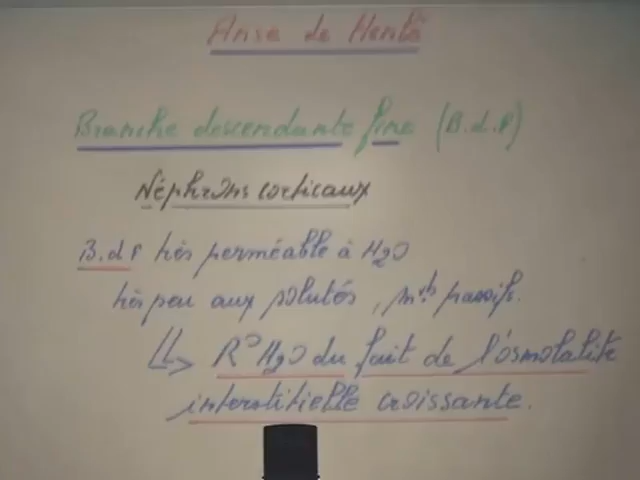 Anse de Henlé
Branche descendante fine (B.d.f)
Néphrons corticaux
B.d f très perméable à H2O
très peu aux solutés, mvt passifs.
R° H2O du fait de l'osmolalité
interstitielle croissante.